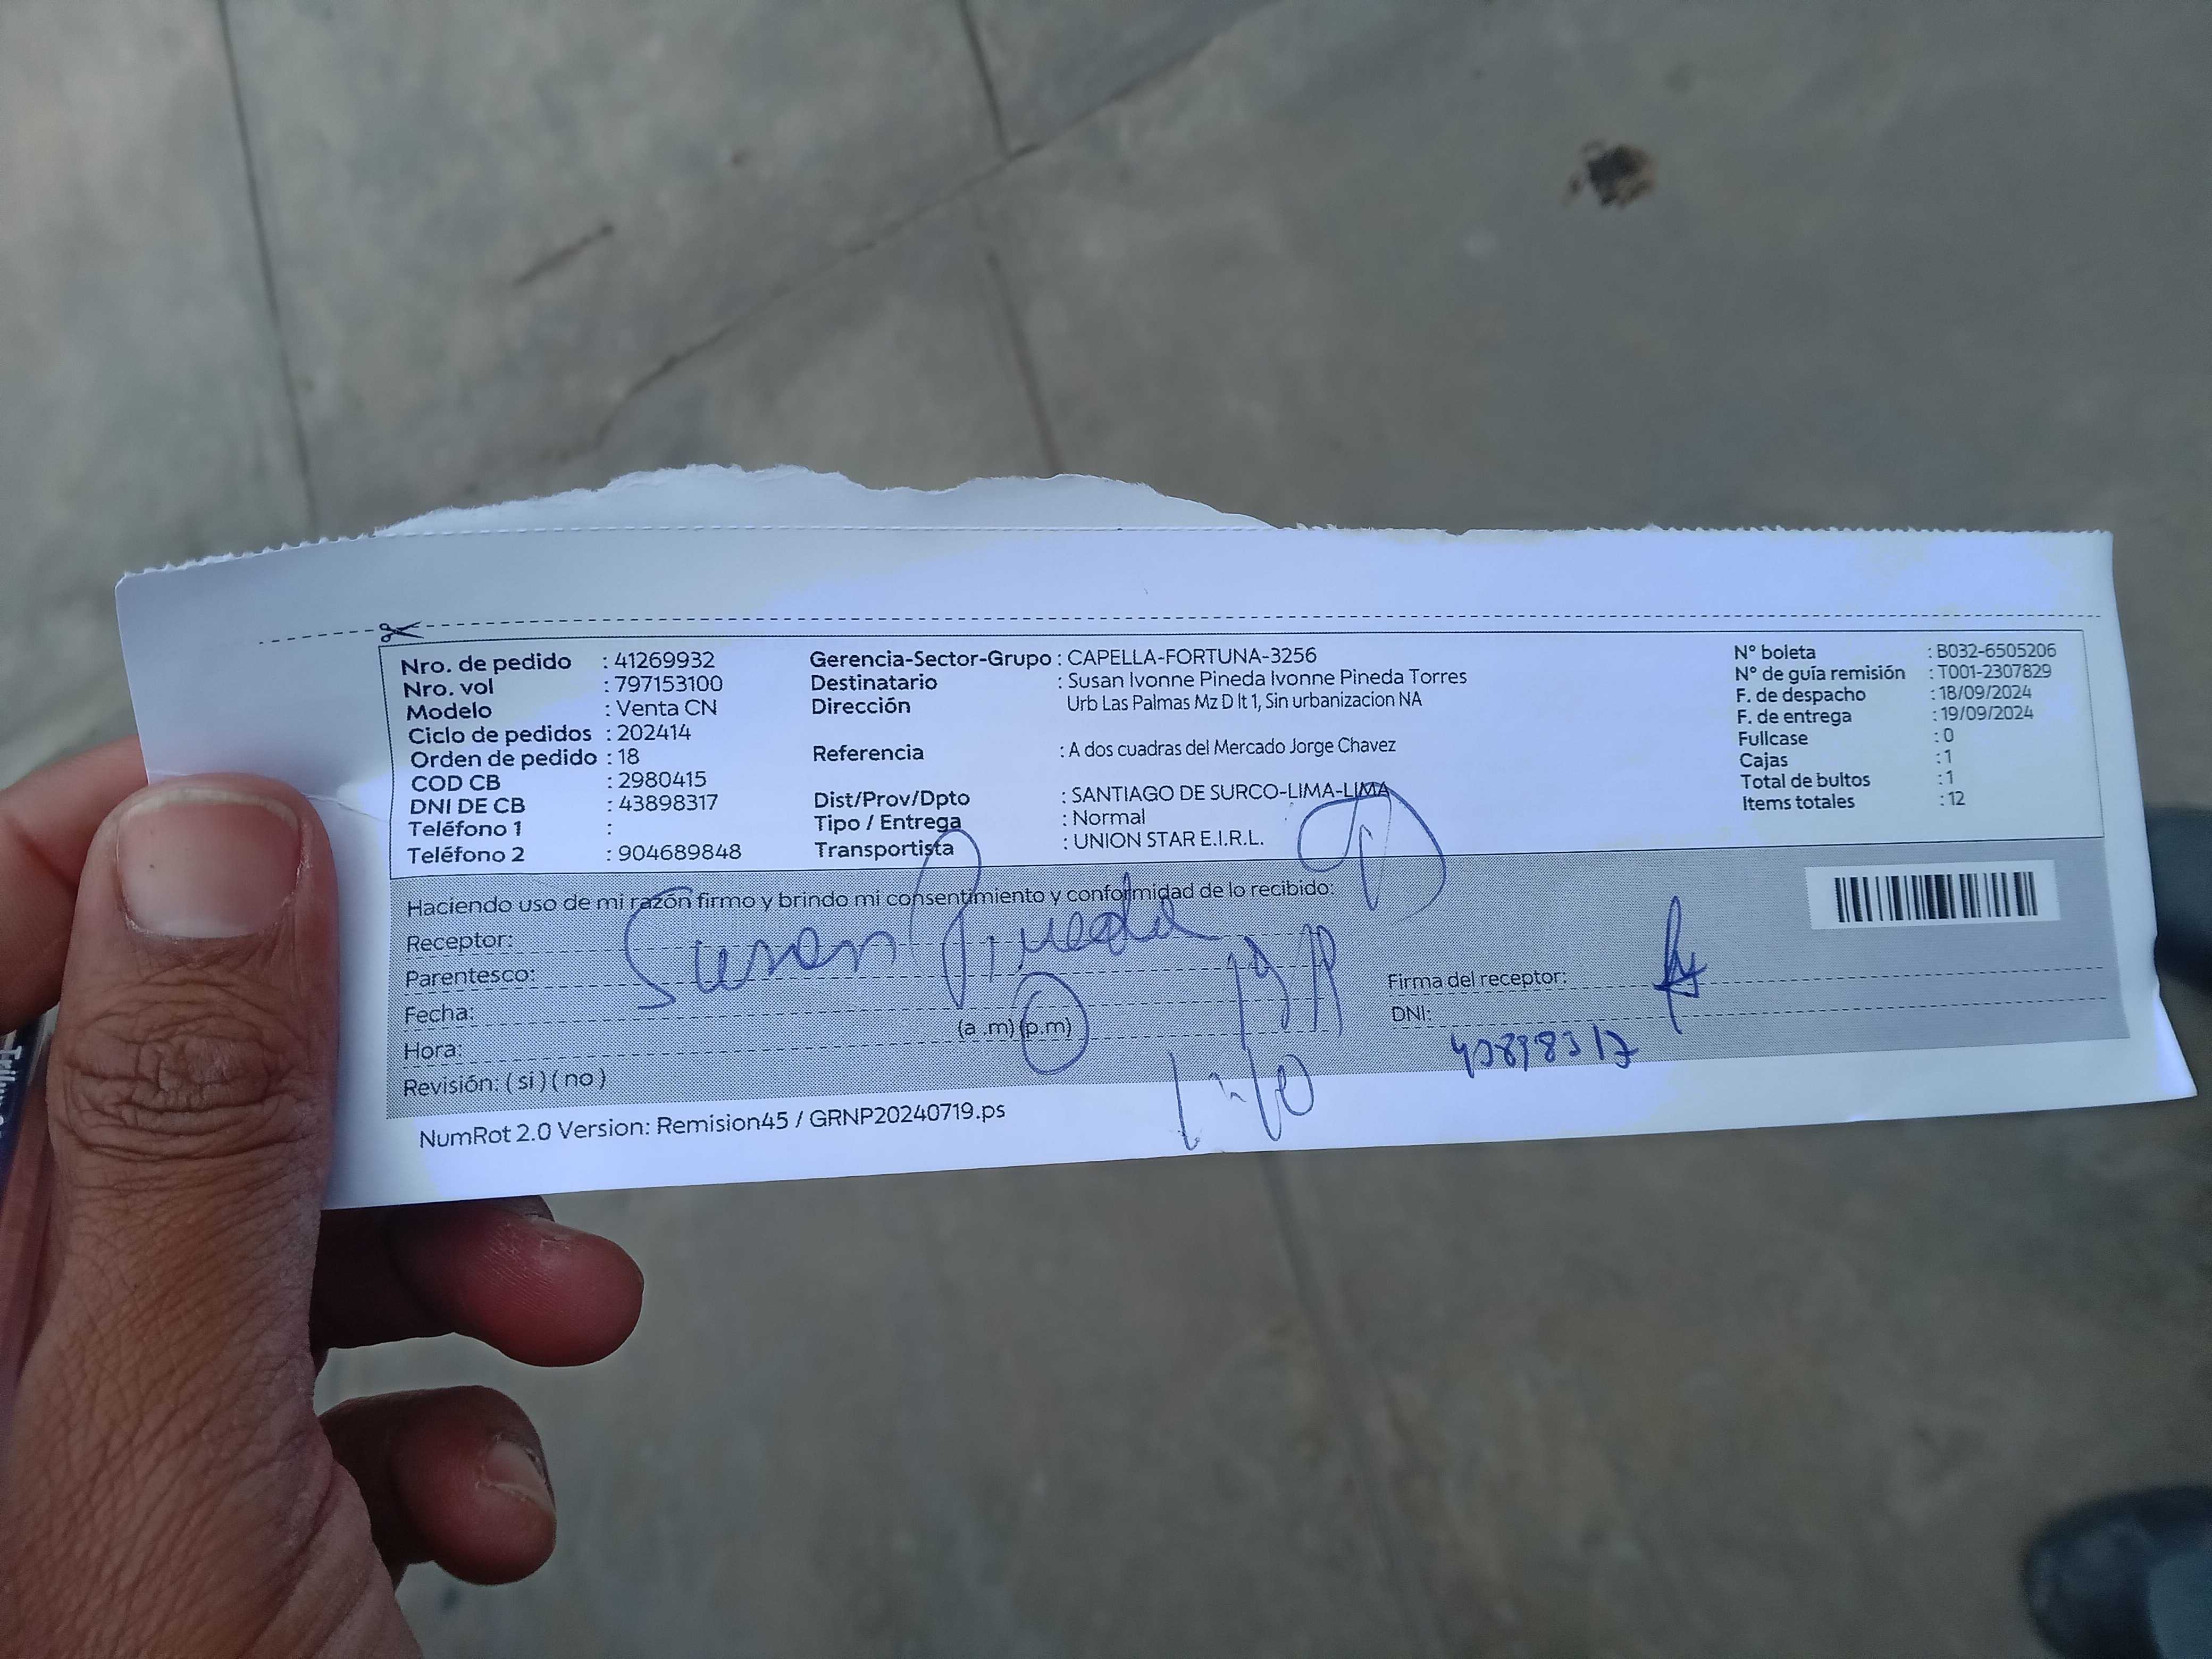 Nro. de pedido : 41269932
Nro. vol : 797153100
Modelo : Venta CN
Ciclo de pedidos : 202414
Orden de pedido : 18
COD CB : 2980415
DNI DE CB : 43898317
Teléfono 1 :
Teléfono 2 : 904689848
Gerencia-Sector-Grupo : CAPELLA-FORTUNA-3256
Destinatario : Susan Ivonne Pineda Ivonne Pineda Torres
Dirección Urb Las Palmas Mz D lt 1, Sin urbanizacion NA
Referencia : A dos cuadras del Mercado Jorge Chavez
Dist/Prov/Dpto : SANTIAGO DE SURCO-LIMA-LIMA
Tipo / Entrega : Normal
Transportista : UNION STAR E.I.R.L.
N° boleta : B032-6505206
N° de guía remisión : T001-2307829
F. de despacho : 18/09/2024
F. de entrega : 19/09/2024
Fullcase : 0
Cajas : 1
Total de bultos : 1
Items totales : 12
Haciendo uso de mi razón firmo y brindo mi consentimiento y conformidad de lo recibido:
Receptor: Susan Pineda
Parentesco:
Fecha:
Hora: (a .m) (p.m)
Revisión: ( si ) ( no )
Firma del receptor:
DNI: 43898317
NumRot 2.0 Version: Remision45 / GRNP20240719.ps